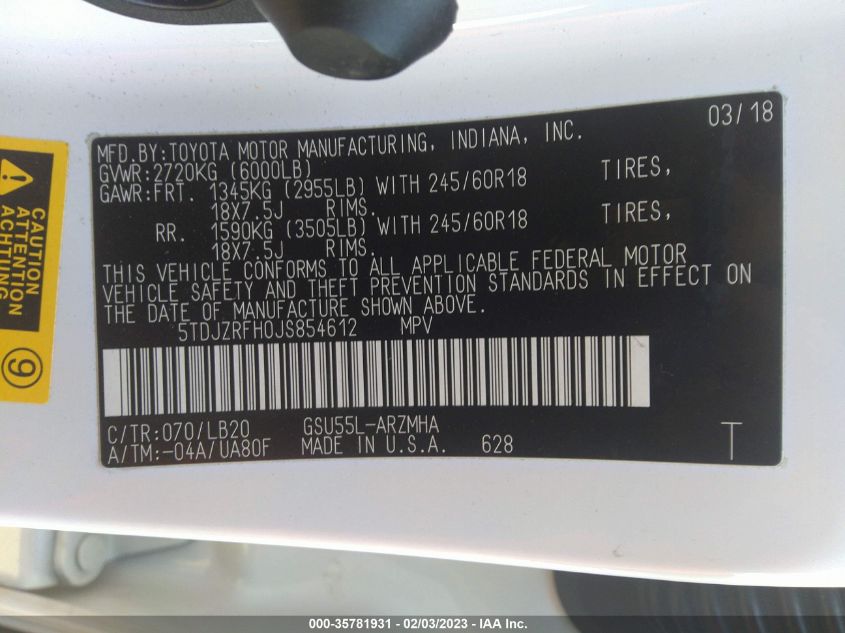 03/18
MFD.BY:TOYOTA MOTOR MANUFACTURING, INDIANA, INC.
GVWR:2720KG (6000LB)
GAWR:FRT. 1345KG (2955LB) WITH 245/60R18 TIRES,
18X7.5J RIMS.
RR. 1590KG (3505LB) WITH 245/60R18 TIRES,
18X7.5J RIMS.
THIS VEHICLE CONFORMS TO ALL APPLICABLE FEDERAL MOTOR
VEHICLE SAFETY AND THEFT PREVENTION STANDARDS IN EFFECT ON
THE DATE OF MANUFACTURE SHOWN ABOVE.
5TDJZRFH0JS854612 MPV
C/TR:070/LB20 GSU55L-ARZMHA
A/TM:-04A/UA80F MADE IN U.S.A. 628
T
CAUTION
ATTENTION
ACHTUNG
9
000-35781931 - 02/03/2023 - IAA Inc.